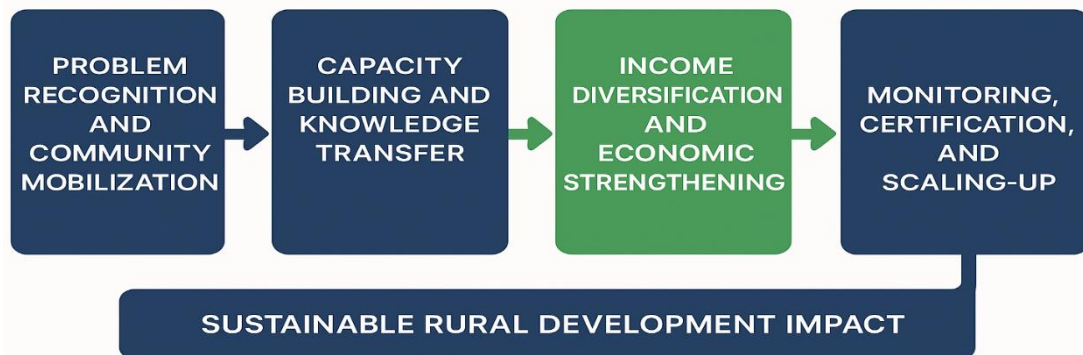 PROBLEM
RECOGNITION
AND
COMMUNITY
MOBILIZATION
CAPACITY
BUILDING AND
KNOWLEDGE
TRANSFER
INCOME
DIVERSIFICATION
AND
ECONOMIC
STRENGTHENING
MONITORING,
CERTIFICATION,
AND
SCALING-UP
SUSTAINABLE RURAL DEVELOPMENT IMPACT